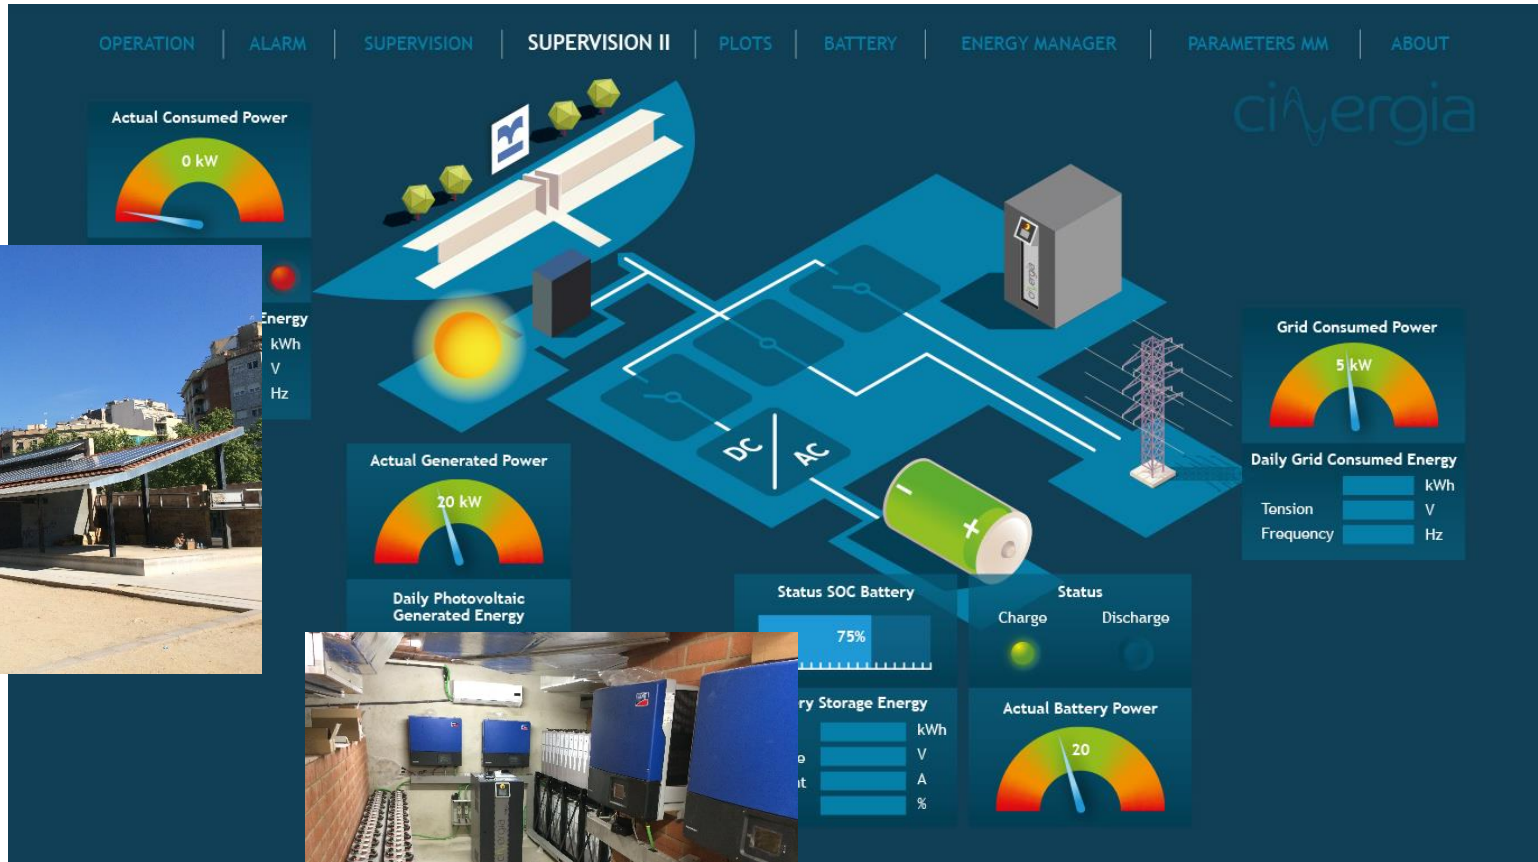 OPERATION
ALARM
SUPERVISION
SUPERVISION II
PLOTS
BATTERY
ENERGY MANAGER
PARAMETERS MM
ABOUT
cinergia
Actual Consumed Power
0 kW
Energy
kWh
V
Hz
cinergia
Grid Consumed Power
5 kW
Daily Grid Consumed Energy
kWh
Tension V
Frequency Hz
DC AC
Actual Generated Power
20 kW
Daily Photovoltaic
Generated Energy
Status SOC Battery
75%
Status
Charge Discharge
ry Storage Energy
kWh
e V
nt A
%
Actual Battery Power
20